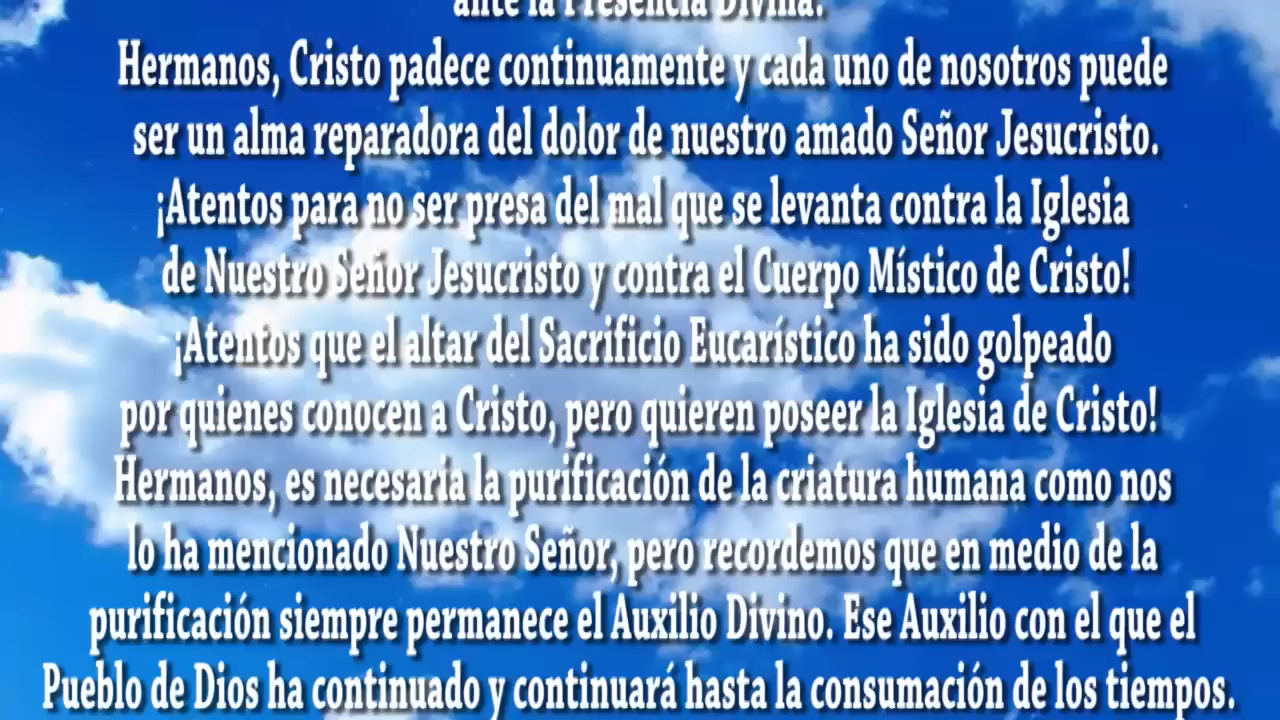 ante la Presencia Divina.
Hermanos, Cristo padece continuamente y cada uno de nosotros puede
ser un alma reparadora del dolor de nuestro amado Señor Jesucristo.
¡Atentos para no ser presa del mal que se levanta contra la Iglesia
de Nuestro Señor Jesucristo y contra el Cuerpo Místico de Cristo!
¡Atentos que el altar del Sacrificio Eucarístico ha sido golpeado
por quienes conocen a Cristo, pero quieren poseer la Iglesia de Cristo!
Hermanos, es necesaria la purificación de la criatura humana como nos
lo ha mencionado Nuestro Señor, pero recordemos que en medio de la
purificación siempre permanece el Auxilio Divino. Ese Auxilio con el que el
Pueblo de Dios ha continuado y continuará hasta la consumación de los tiempos.